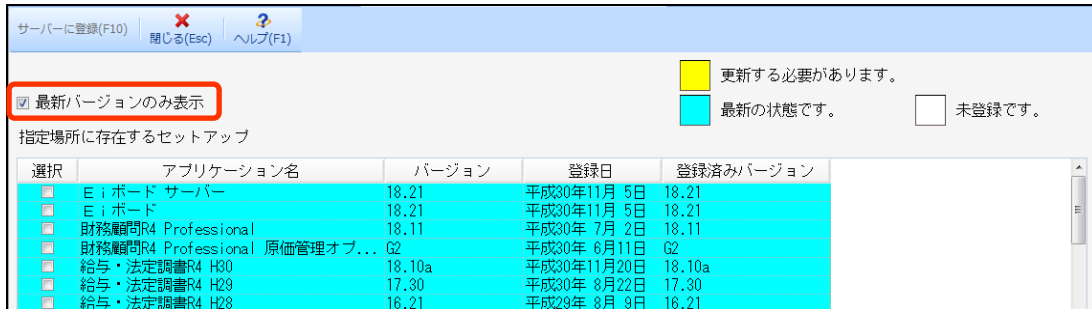 サーバーに登録(F10) 閉じる(Esc) ヘルプ(F1)
更新する必要があります。
最新バージョンのみ表示
最新の状態です。 未登録です。
指定場所に存在するセットアップ
選択 アプリケーション名 バージョン 登録日 登録済みバージョン
Ｅｉボード サーバー 18.21 平成30年11月 5日 18.21
Ｅｉボード 18.21 平成30年11月 5日 18.21
財務顧問R4 Professional 18.11 平成30年 7月 2日 18.11
財務顧問R4 Professional 原価管理オプ... G2 平成30年 6月11日 G2
給与・法定調書R4 H30 18.10a 平成30年11月20日 18.10a
給与・法定調書R4 H29 17.30 平成30年 8月22日 17.30
給与・法定調書R4 H28 16.21 平成29年 8月 9日 16.21